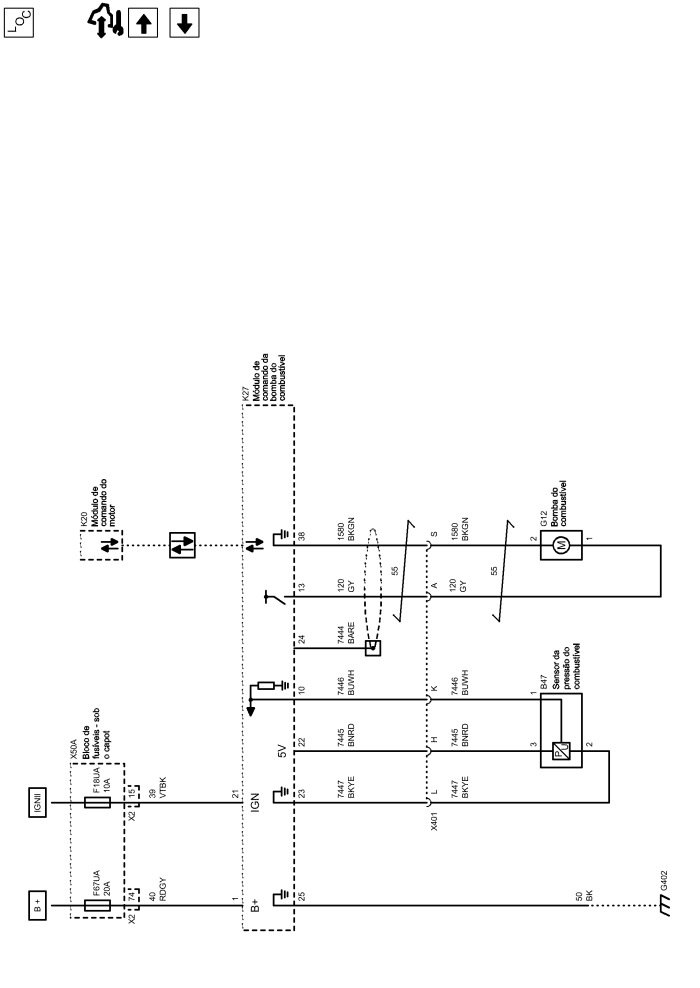 LOC
B +
IGNII
X50A
Bloco de
fusíveis - sob
o capot
F67UA
20A
F18UA
10A
K20
Módulo de
comando do
motor
X2
74
X2
15
40
RDGY
39
VTBK
1
21
K27
Módulo de
comando da
bomba do
combustível
B+
IGN
5V
25
23
22
10
24
13
38
7447
BKYE
7445
BNRD
7446
BUWH
7444
BARE
120
GY
1580
BKGN
55
X401
L
H
K
A
S
7447
BKYE
7445
BNRD
7446
BUWH
120
GY
1580
BKGN
55
3
1
B47
Sensor da
pressão do
combustível
P
U
2
2
G12
Bomba do
combustível
M
1
50
BK
G402